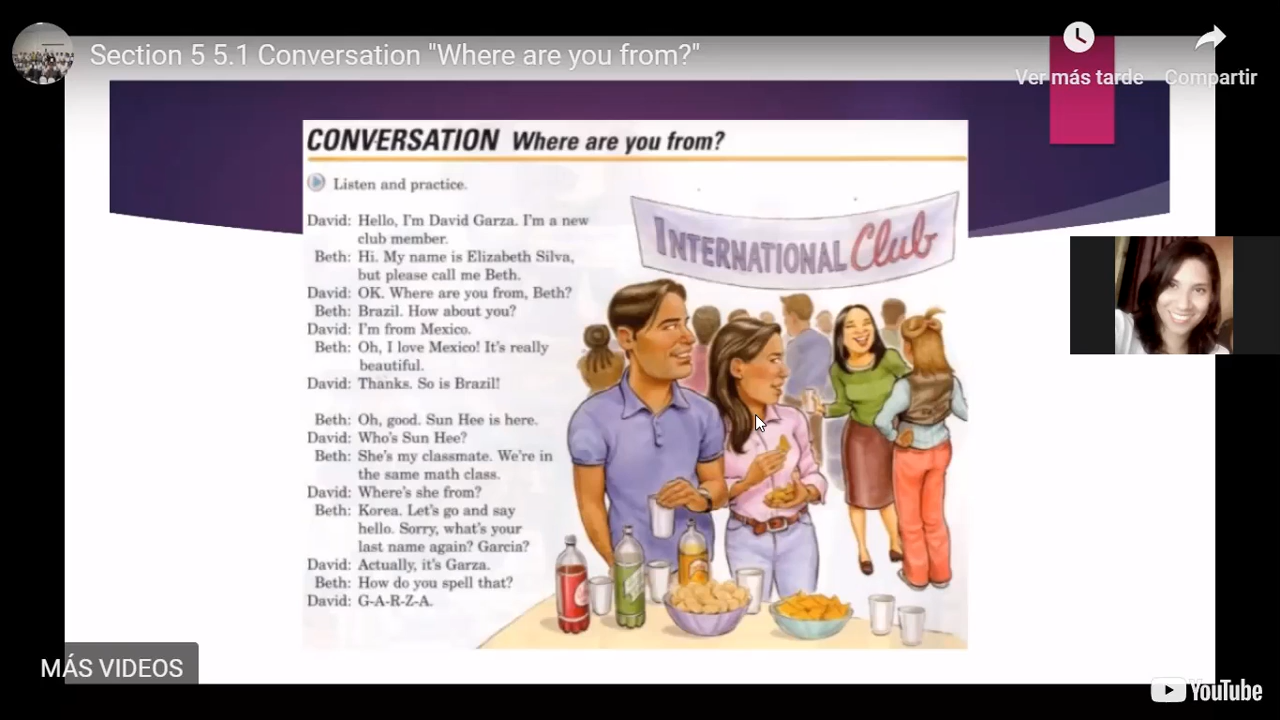 Section 5 5.1 Conversation "Where are you from?"
Ver más tarde
Compartir
CONVERSATION Where are you from?
Listen and practice.
David: Hello, I'm David Garza. I'm a new
club member.
Beth: Hi. My name is Elizabeth Silva,
but please call me Beth.
David: OK. Where are you from, Beth?
Beth: Brazil. How about you?
David: I'm from Mexico.
Beth: Oh, I love Mexico! It's really
beautiful.
David: Thanks. So is Brazil!
Beth: Oh, good. Sun Hee is here.
David: Who's Sun Hee?
Beth: She's my classmate. We're in
the same math class.
David: Where's she from?
Beth: Korea. Let's go and say
hello. Sorry, what's your
last name again? Garcia?
David: Actually, it's Garza.
Beth: How do you spell that?
David: G-A-R-Z-A.
INTERNATIONAL Club
MÁS VIDEOS
YouTube